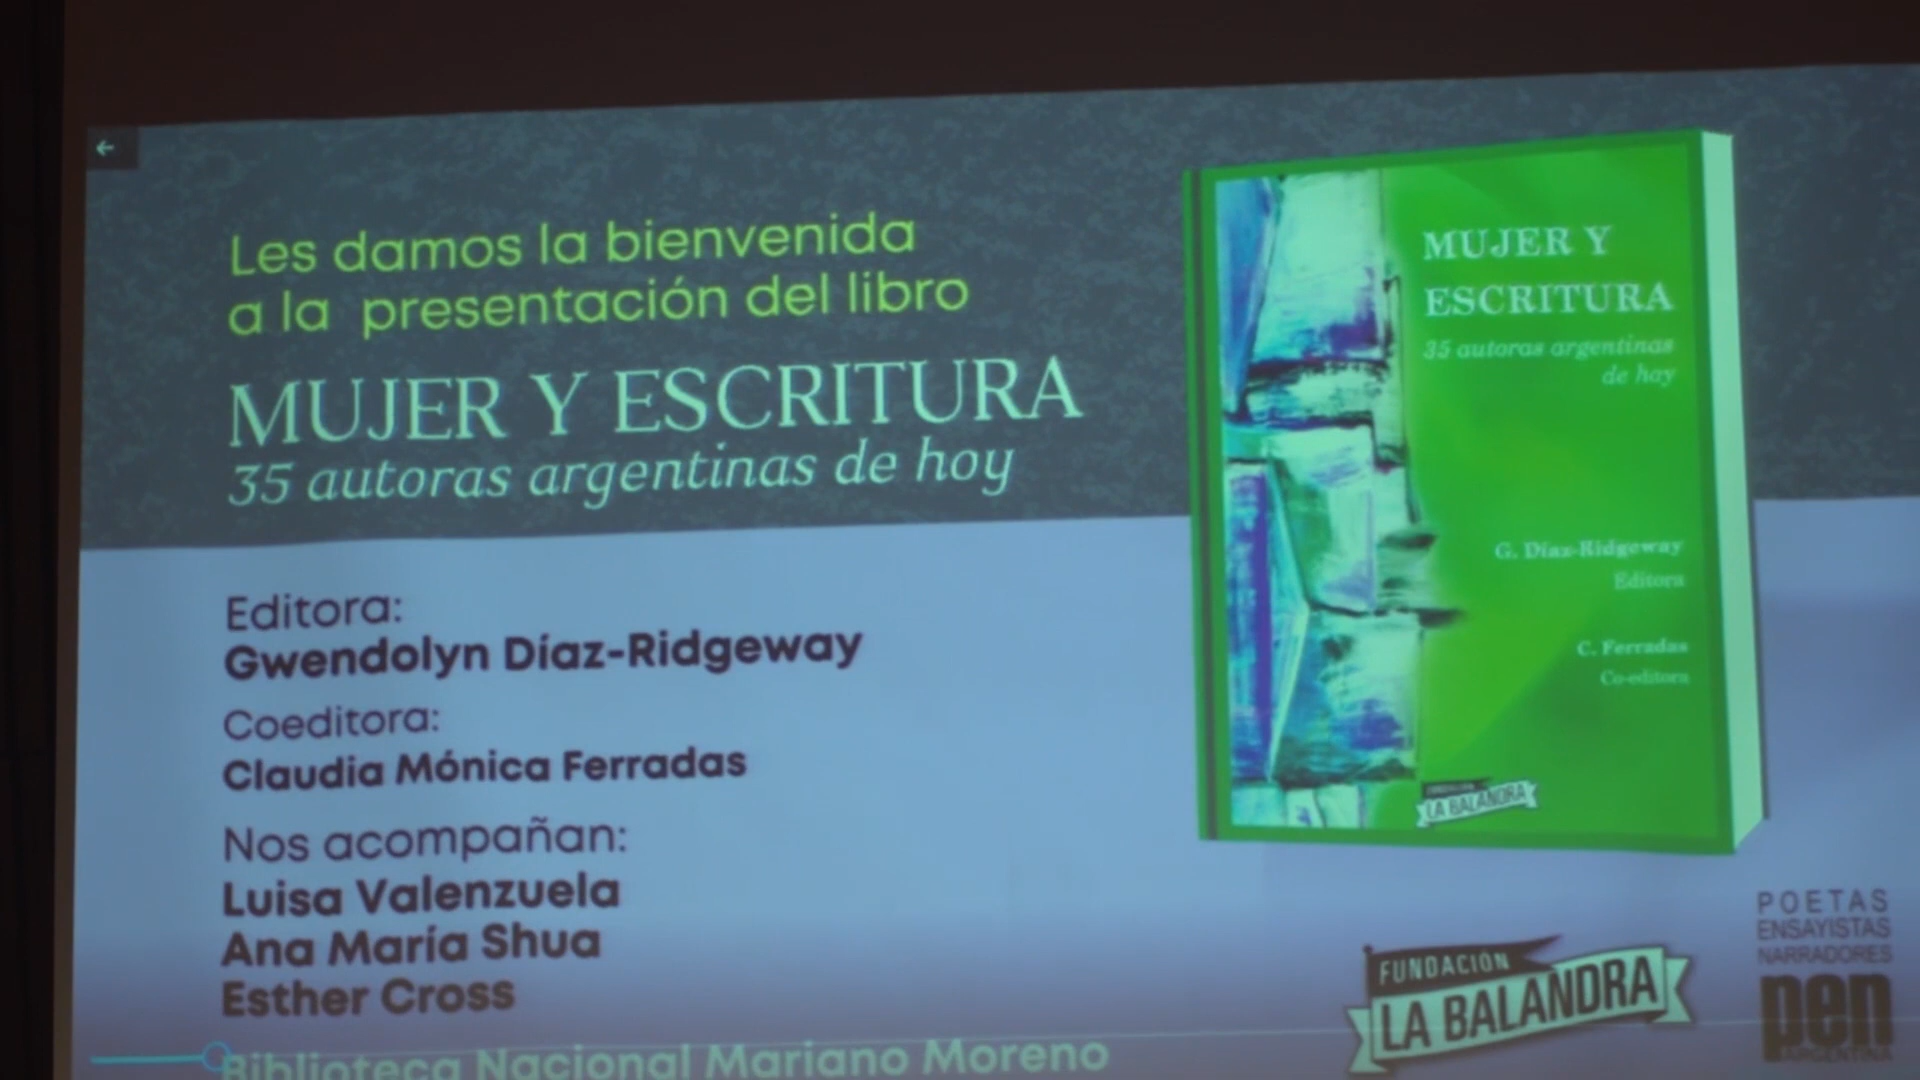 Les damos la bienvenida
a la presentación del libro
MUJER Y ESCRITURA
35 autoras argentinas de hoy
Editora:
Gwendolyn Díaz-Ridgeway
Coeditora:
Claudia Mónica Ferradas
Nos acompañan:
Luisa Valenzuela
Ana María Shua
Esther Cross
Biblioteca Nacional Mariano Moreno
MUJER Y
ESCRITURA
35 autoras argentinas
de hoy
G. Díaz-Ridgeway
Editora
C. Ferradas
Co-editora
FUNDACIÓN
LA BALANDRA
FUNDACIÓN
LA BALANDRA
POETAS
ENSAYISTAS
NARRADORES
pen
ARGENTINA